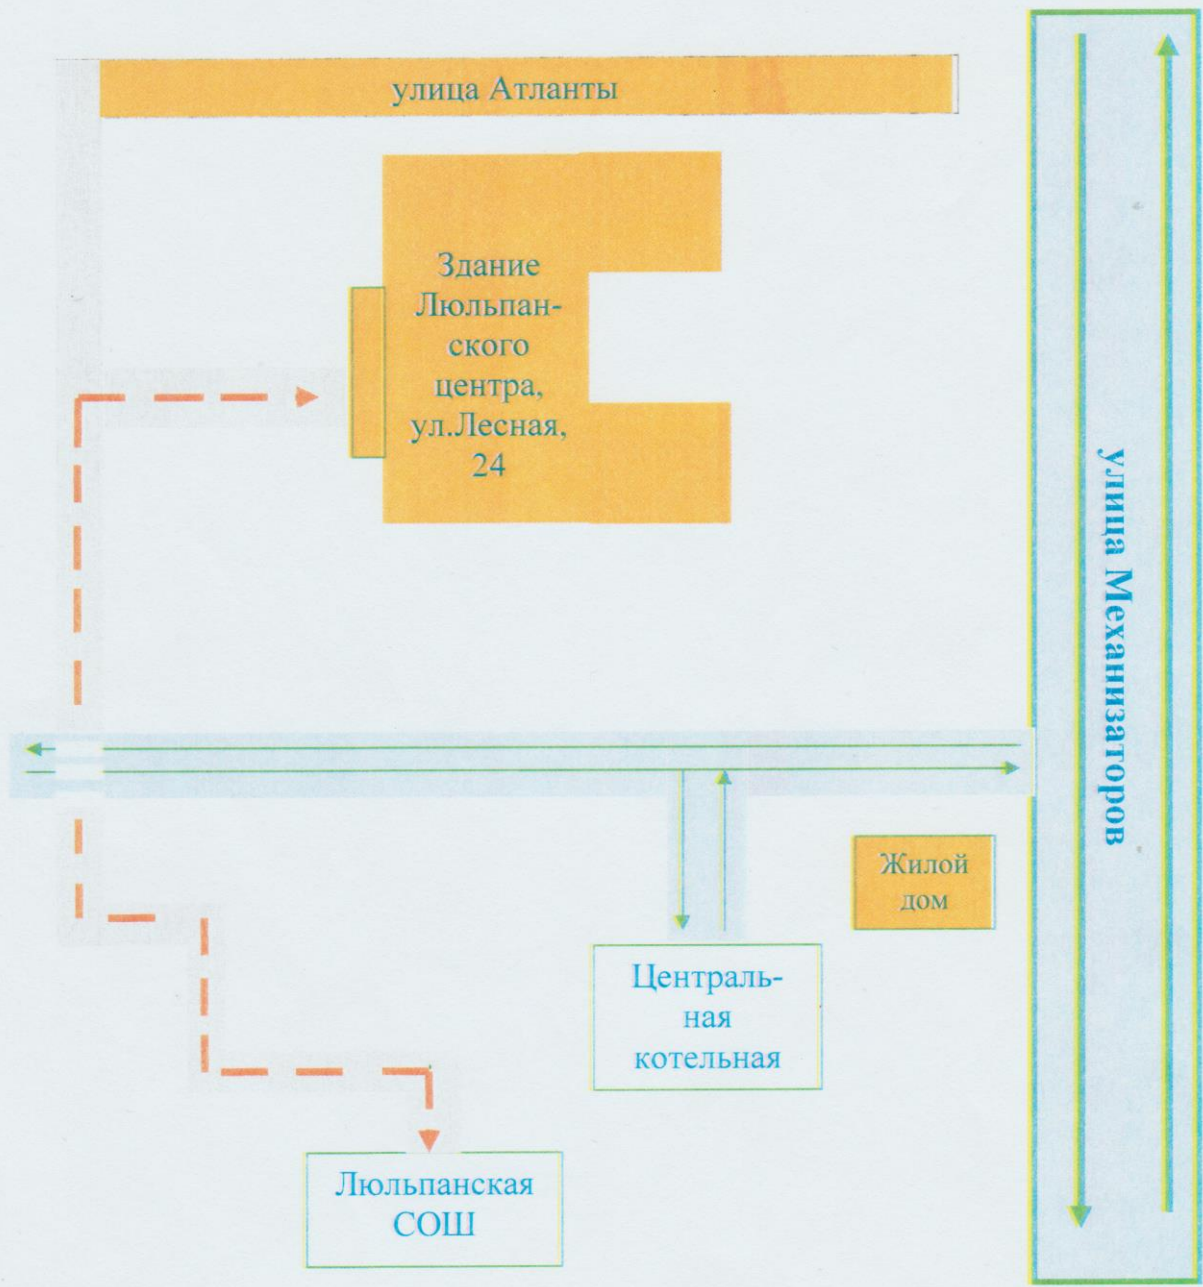 улица Атланты
Здание
Люльпан-
ского
центра,
ул.Лесная,
24
улица Механизаторов
Жилой
дом
Централь-
ная
котельная
Люльпанская
СОШ